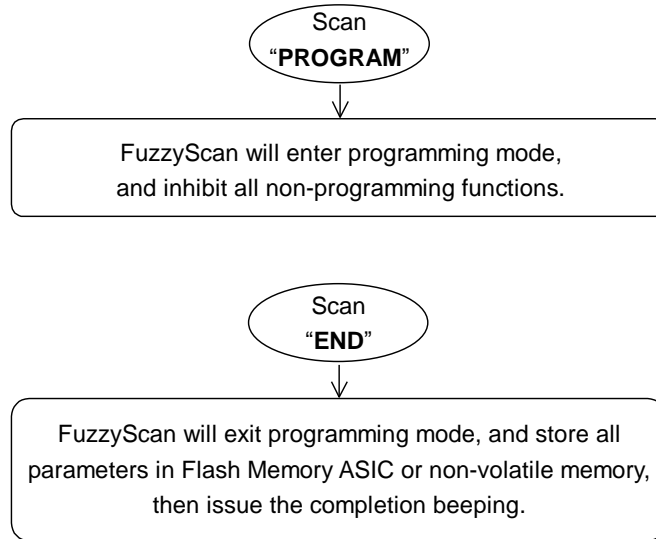 Scan
“PROGRAM”
FuzzyScan will enter programming mode,
and inhibit all non-programming functions.
Scan
“END”
FuzzyScan will exit programming mode, and store all
parameters in Flash Memory ASIC or non-volatile memory,
then issue the completion beeping.